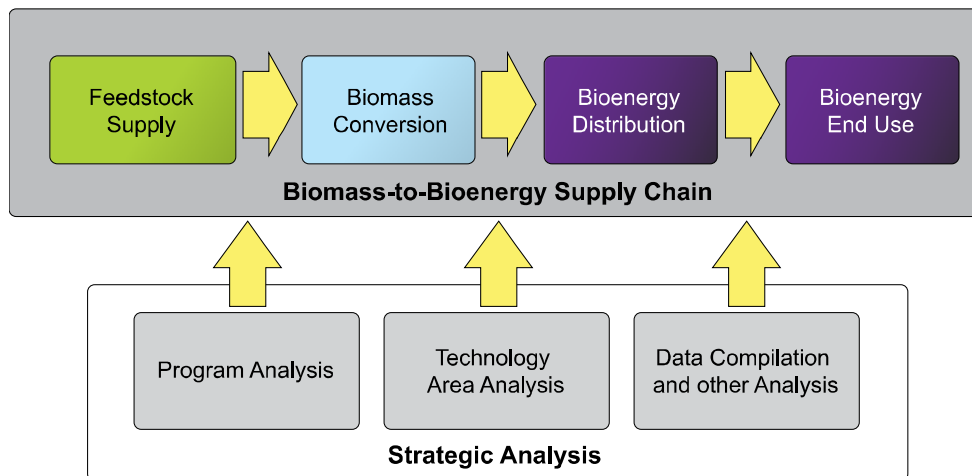 Feedstock
Supply
Biomass
Conversion
Bioenergy
Distribution
Bioenergy
End Use
Biomass-to-Bioenergy Supply Chain
Program Analysis
Technology
Area Analysis
Data Compilation
and other Analysis
Strategic Analysis